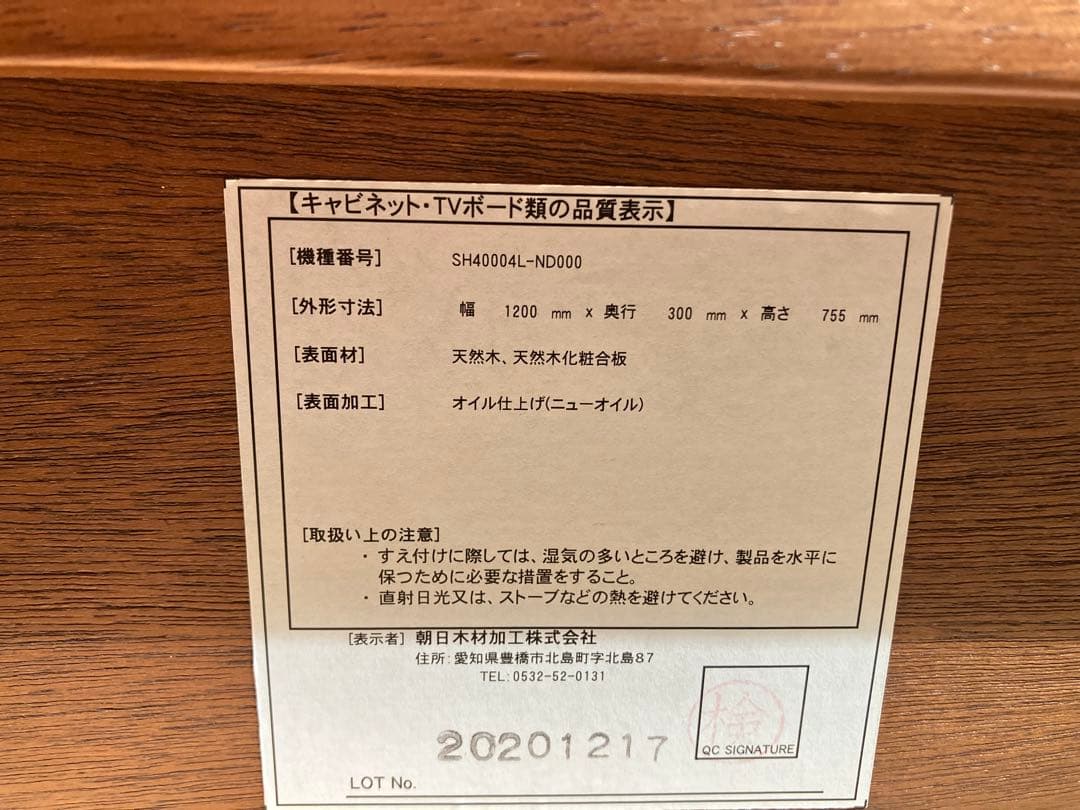 【キャビネット・TVボード類の品質表示】
[機種番号] SH40004L-ND000
[外形寸法] 幅 1200 mm x 奥行 300 mm x 高さ 755 mm
[表面材] 天然木、天然木化粧合板
[表面加工] オイル仕上げ(ニューオイル)
[取扱い上の注意]
・ すえ付けに際しては、湿気の多いところを避け、製品を水平に
保つために必要な措置をすること。
・ 直射日光又は、ストーブなどの熱を避けてください。
[表示者] 朝日木材加工株式会社
住所:愛知県豊橋市北島町字北島87
TEL:0532-52-0131
検
QC SIGNATURE
20201217
LOT No.